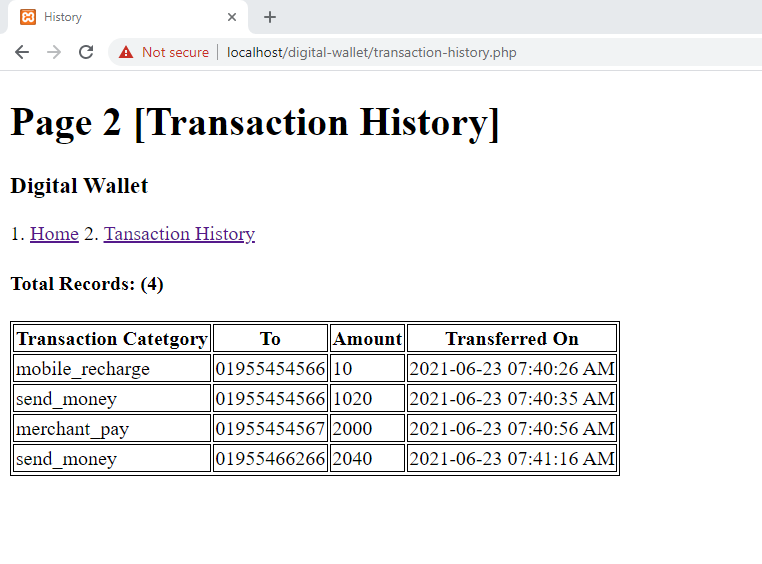 History
Not secure localhost/digital-wallet/transaction-history.php
Page 2 [Transaction History]
Digital Wallet
1. Home 2. Tansaction History
Total Records: (4)
Transaction Catetgory To Amount Transferred On
mobile_recharge 01955454566 10 2021-06-23 07:40:26 AM
send_money 01955454566 1020 2021-06-23 07:40:35 AM
merchant_pay 01955454567 2000 2021-06-23 07:40:56 AM
send_money 01955466266 2040 2021-06-23 07:41:16 AM